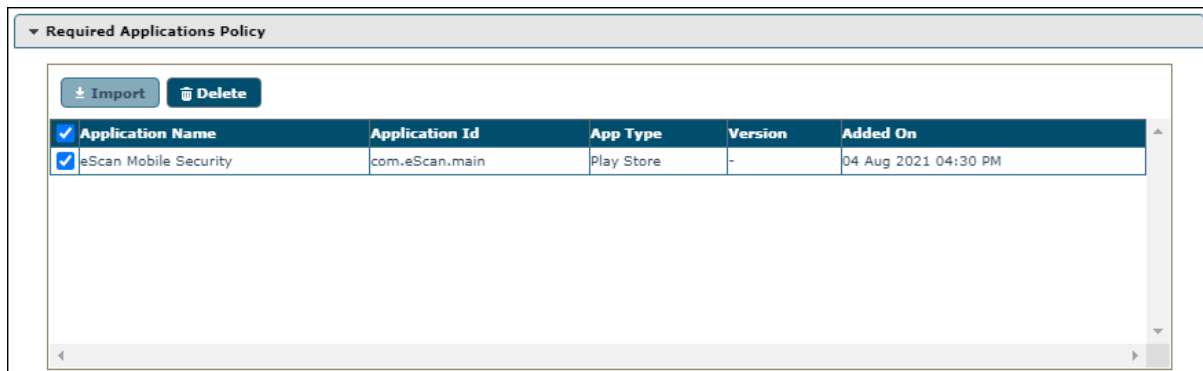 Required Applications Policy
Import Delete
Application Name Application Id App Type Version Added On
eScan Mobile Security com.eScan.main Play Store - 04 Aug 2021 04:30 PM